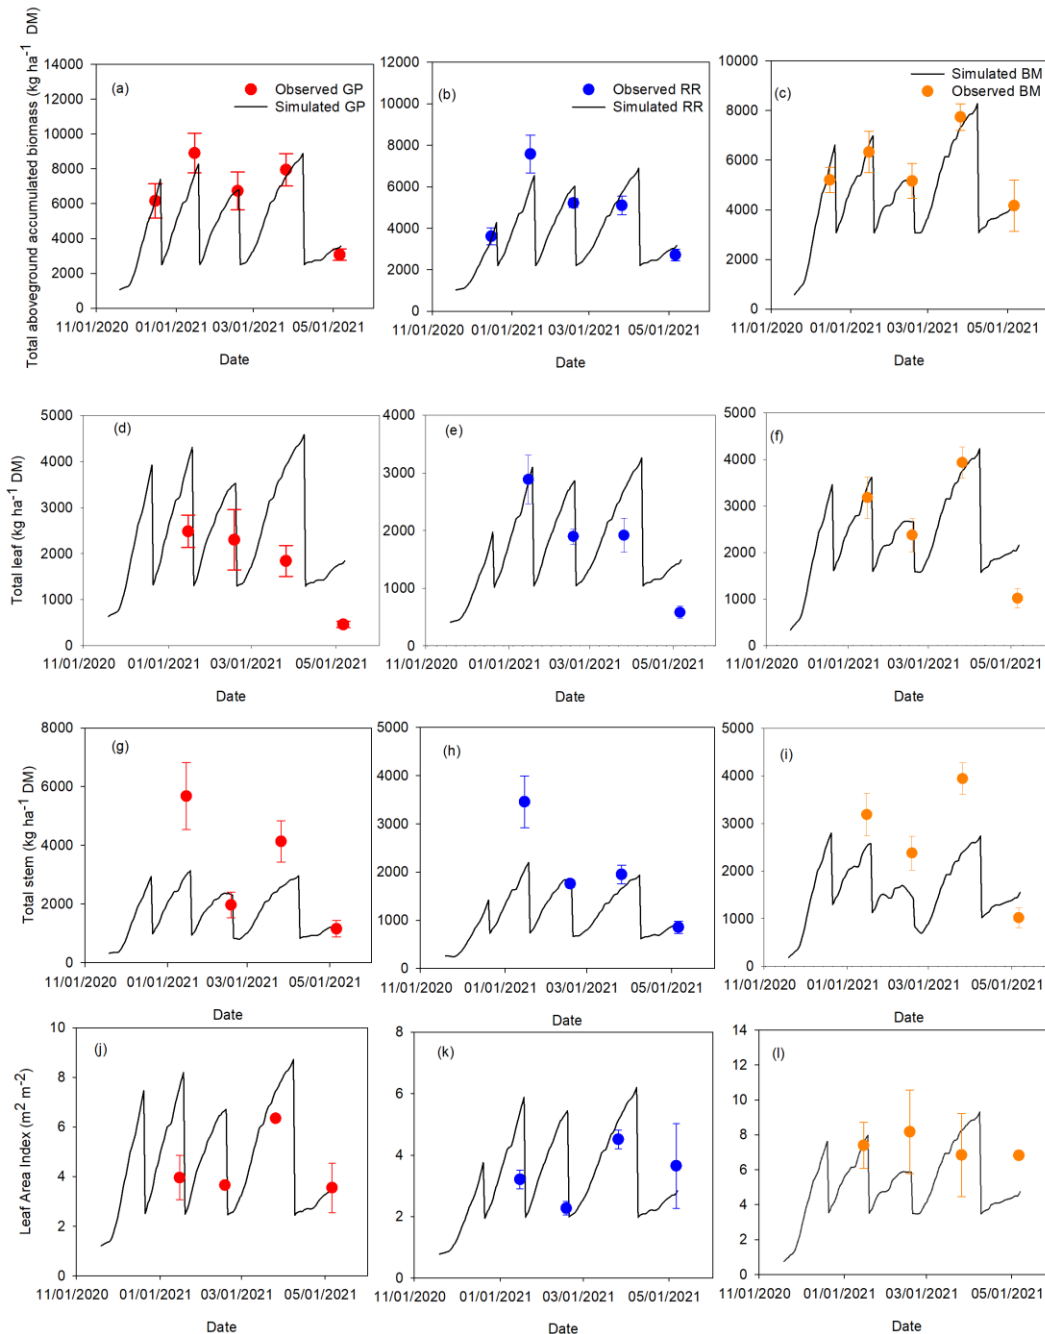 Total aboveground accumulated biomass (kg ha⁻¹ DM)
14000
12000
10000
8000
6000
4000
2000
0
(a)
Observed GP
Simulated GP
11/01/2020 01/01/2021 03/01/2021 05/01/2021
Date
12000
10000
8000
6000
4000
2000
0
(b)
Observed RR
Simulated RR
11/01/2020 01/01/2021 03/01/2021 05/01/2021
Date
10000
8000
6000
4000
2000
0
(c)
Simulated BM
Observed BM
11/01/2020 01/01/2021 03/01/2021 05/01/2021
Date
Total leaf (kg ha⁻¹ DM)
5000
4000
3000
2000
1000
0
(d)
11/01/2020 01/01/2021 03/01/2021 05/01/2021
Date
4000
3000
2000
1000
0
(e)
11/01/2020 01/01/2021 03/01/2021 05/01/2021
Date
5000
4000
3000
2000
1000
0
(f)
11/01/2020 01/01/2021 03/01/2021 05/01/2021
Date
Total stem (kg ha⁻¹ DM)
8000
6000
4000
2000
0
(g)
11/01/2020 01/01/2021 03/01/2021 05/01/2021
Date
5000
4000
3000
2000
1000
0
(h)
11/01/2020 01/01/2021 03/01/2021 05/01/2021
Date
5000
4000
3000
2000
1000
0
(i)
11/01/2020 01/01/2021 03/01/2021 05/01/2021
Date
Leaf Area Index (m² m⁻²)
10
8
6
4
2
0
(j)
11/01/2020 01/01/2021 03/01/2021 05/01/2021
Date
8
6
4
2
0
(k)
11/01/2020 01/01/2021 03/01/2021 05/01/2021
Date
14
12
10
8
6
4
2
0
(l)
11/01/2020 01/01/2021 03/01/2021 05/01/2021
Date